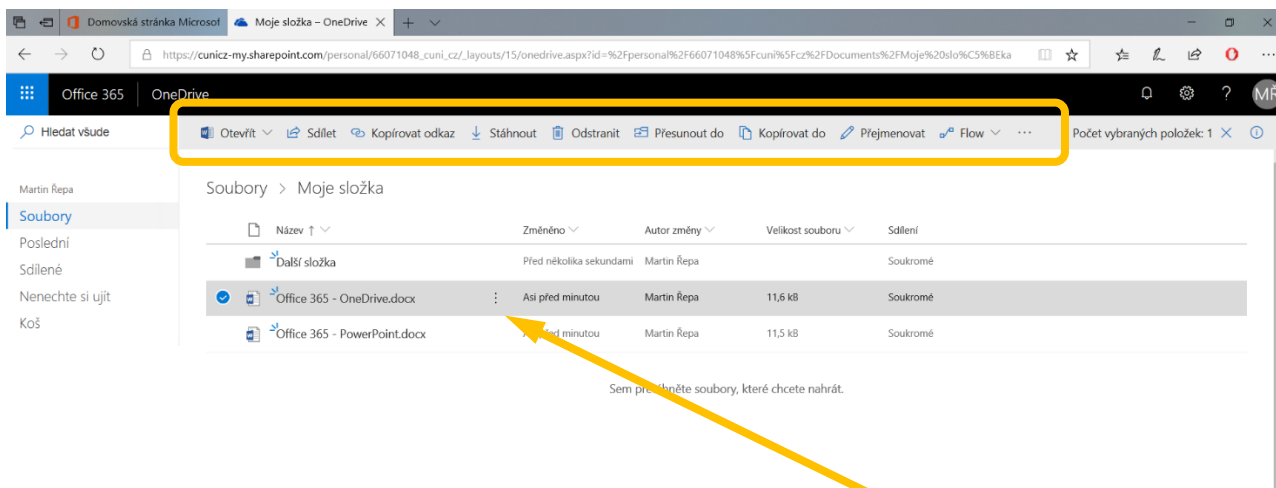 Domovská stránka Microsof Moje složka – OneDrive
https://cunicz-my.sharepoint.com/personal/66071048_cuni_cz/_layouts/15/onedrive.aspx?id=%2Fpersonal%2F66071048%5Fcuni%5Fcz%2FDocuments%2FMoje%20slo%C5%BEka
Office 365 OneDrive ? MŘ
Hledat všude Otevřít Sdílet Kopírovat odkaz Stáhnout Odstranit Přesunout do Kopírovat do Přejmenovat Flow ... Počet vybraných položek: 1
Martin Řepa
Soubory > Moje složka
Soubory
Poslední
Sdílené
Nenechte si ujít
Koš
Název ↑ Změněno Autor změny Velikost souboru Sdílení
Další složka Před několika sekundami Martin Řepa Soukromé
Office 365 - OneDrive.docx Asi před minutou Martin Řepa 11,6 kB Soukromé
Office 365 - PowerPoint.docx minutou Martin Řepa 11,5 kB Soukromé
Sem soubory, které chcete nahrát.